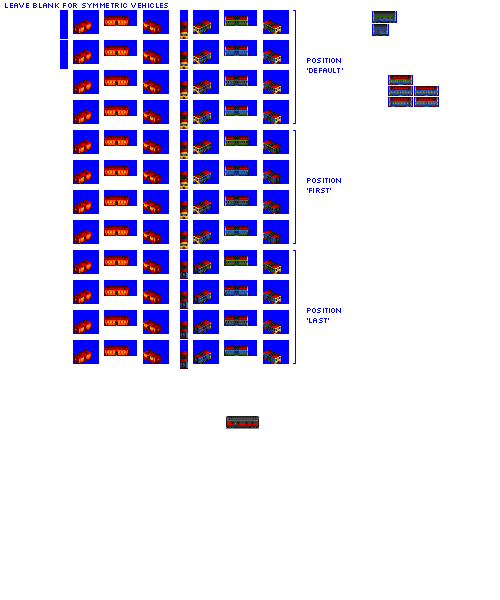 LEAVE BLANK FOR SYMMETRIC VEHICLES
POSITION
'DEFAULT'
POSITION
'FIRST'
POSITION
'LAST'